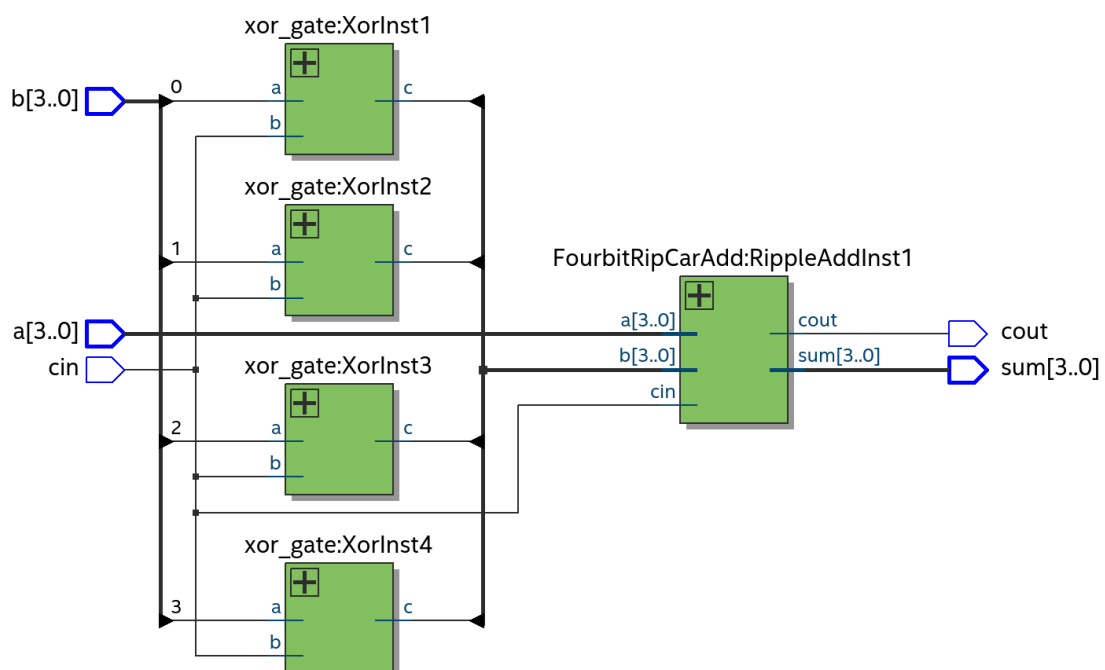 xor_gate:XorInst1
b[3..0]
0
a
c
b
xor_gate:XorInst2
1
a
c
b
FourbitRipCarAdd:RippleAddInst1
a[3..0]
a[3..0]
cout
cout
cin
b[3..0]
sum[3..0]
sum[3..0]
xor_gate:XorInst3
cin
2
a
c
b
xor_gate:XorInst4
3
a
c
b